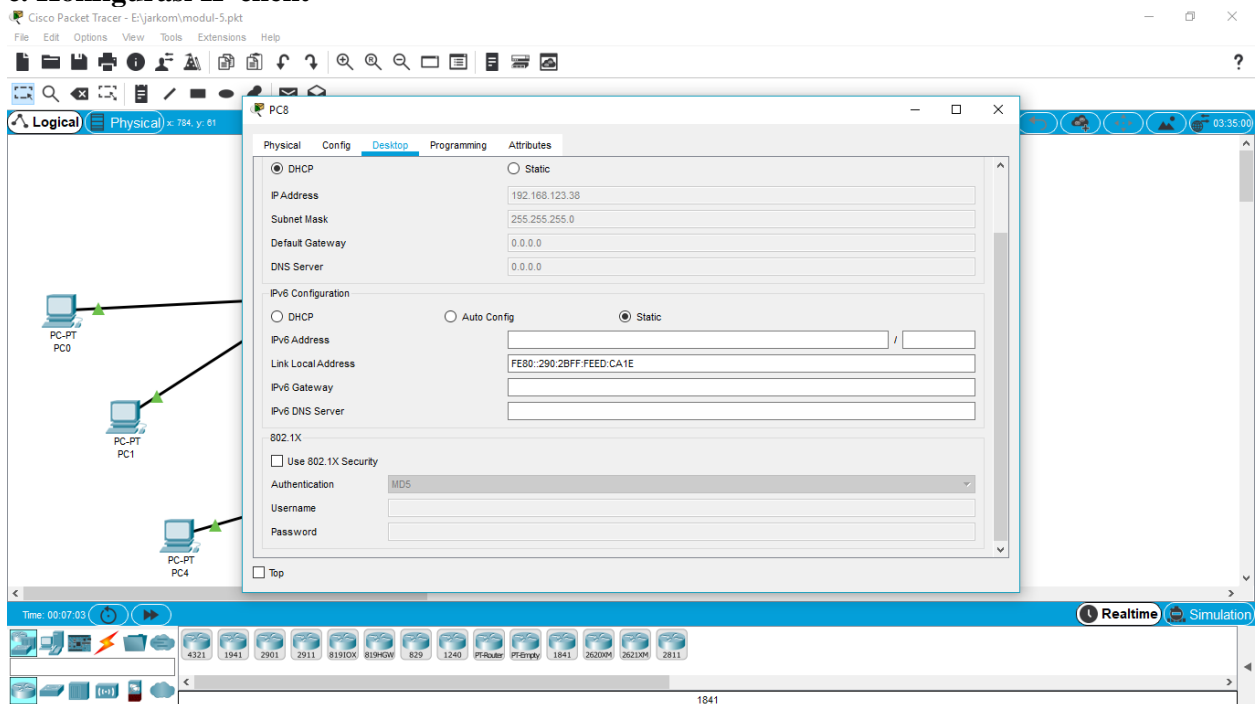 Cisco Packet Tracer - E:\jarkom\modul-5.pkt
File Edit Options View Tools Extensions Help
?
Logical Physical x: 784, y: 61 03:35:00
PC8
Physical Config Desktop Programming Attributes
DHCP Static
IP Address 192.168.123.38
Subnet Mask 255.255.255.0
Default Gateway 0.0.0.0
DNS Server 0.0.0.0
IPv6 Configuration
DHCP Auto Config Static
IPv6 Address /
Link Local Address FE80::290:2BFF:FEED:CA1E
IPv6 Gateway
IPv6 DNS Server
802.1X
Use 802.1X Security
Authentication MD5
Username
Password
Top
PC-PT
PC0
PC-PT
PC1
PC-PT
PC4
Time: 00:07:03 Realtime Simulation
4321 1941 2901 2911 819IOX 819HGW 829 1240 PT-Router PT-Empty 1841 2620XM 2621XM 2811
1841